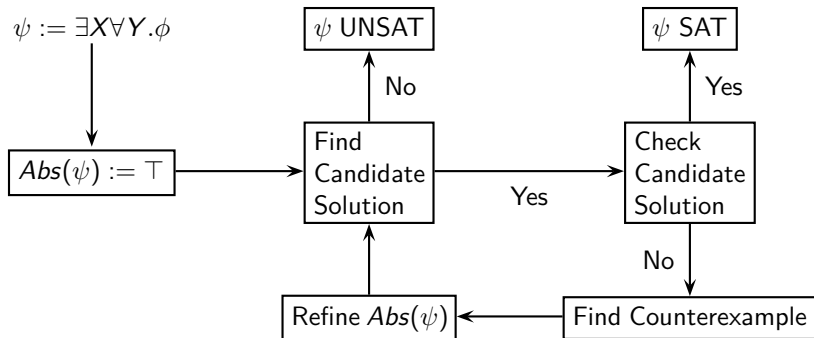 ψ := ∃X∀Y.ϕ
ψ UNSAT
ψ SAT
No
Yes
Abs(ψ) := ⊤
Find
Candidate
Solution
Yes
Check
Candidate
Solution
No
Refine Abs(ψ)
Find Counterexample